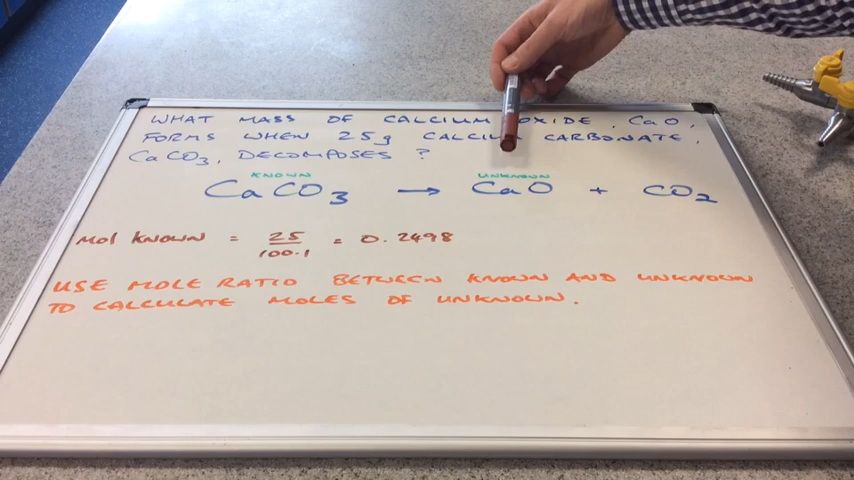 WHAT MASS OF CALCIUM OXIDE, CaO,
FORMS WHEN 25g CALCIUM CARBONATE,
CaCO3, DECOMPOSES ?
KNOWN UNKNOWN
CaCO3 → CaO + CO2
mol KNOWN = 25/100.1 = 0.2498
USE MOLE RATIO BETWEEN KNOWN AND UNKNOWN
TO CALCULATE MOLES OF UNKNOWN.